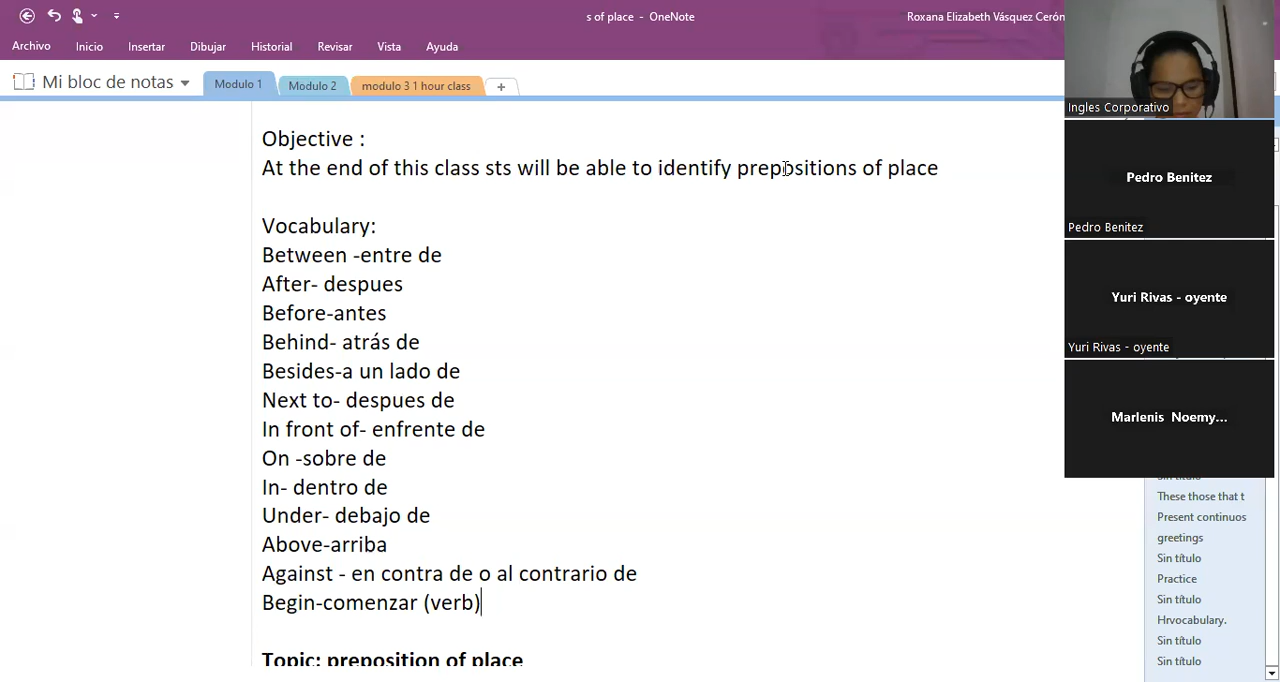 s of place - OneNote
Roxana Elizabeth Vásquez Cerón
Archivo Inicio Insertar Dibujar Historial Revisar Vista Ayuda
Mi bloc de notas Modulo 1 Modulo 2 modulo 3 1 hour class +
Objective :
At the end of this class sts will be able to identify prepositions of place
Vocabulary:
Between -entre de
After- despues
Before-antes
Behind- atrás de
Besides-a un lado de
Next to- despues de
In front of- enfrente de
On -sobre de
In- dentro de
Under- debajo de
Above-arriba
Against - en contra de o al contrario de
Begin-comenzar (verb)
Topic: preposition of place
Ingles Corporativo
Pedro Benitez
Pedro Benitez
Yuri Rivas - oyente
Yuri Rivas - oyente
Marlenis Noemy...
Sin título
These those that t
Present continuos
greetings
Sin título
Practice
Sin título
Hrvocabulary.
Sin título
Sin título